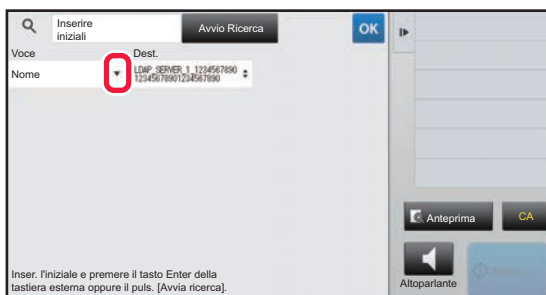 Inserire
iniziali
Avvio Ricerca
OK
Voce
Dest.
Nome
LDAP_SERVER_1_1234567890
12345678901234567890
Anteprima
CA
Inser. l'iniziale e premere il tasto Enter della
tastiera esterna oppure il puls. [Avvia ricerca].
Altoparlante